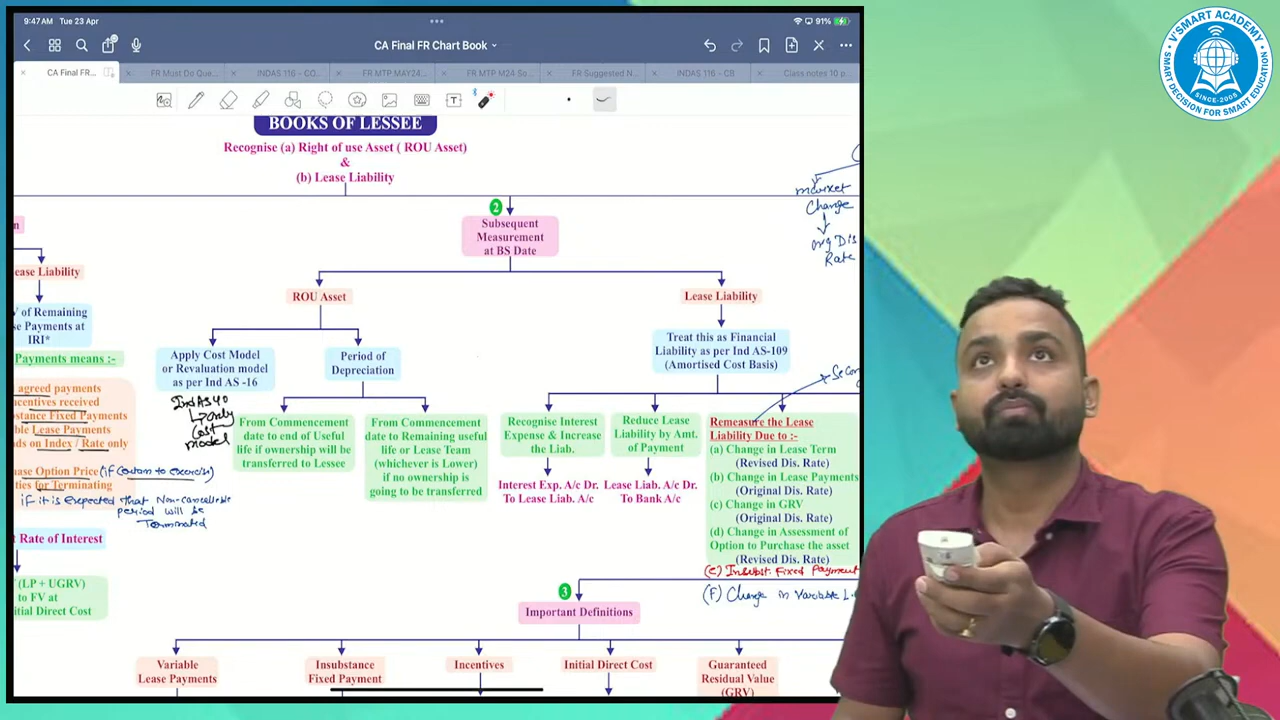 9:47 AM Tue 23 Apr
91%
CA Final FR Chart Book
CA Final FR...
FR Must Do Que...
INDAS 116 - CO...
FR MTP MAY24...
FR MTP M24 So...
FR Suggested N...
INDAS 116 - CB
Class notes 10 p...
V'SMART ACADEMY
SINCE-2005
SMART DECISION FOR SMART EDUCATION
BOOKS OF LESSEE
Recognise (a) Right of use Asset ( ROU Asset)
&
(b) Lease Liability
market
Change
org Dis
Rate
2
Subsequent
Measurement
at BS Date
ease Liability
V of Remaining
se Payments at
IRI*
Payments means :-
agreed payments
centives received
stance Fixed Payments
ble Lease Payments
nds on Index / Rate only
ase Option Price (if certain to exercise)
ties for Terminating
if it is Expected that Non-cancellable
period will be
Terminated
t Rate of Interest
(LP + UGRV)
to FV at
itial Direct Cost
ROU Asset
Apply Cost Model
or Revaluation model
as per Ind AS -16
Ind AS 40
only
Cost
model
Period of
Depreciation
From Commencement
date to end of Useful
life if ownership will be
transferred to Lessee
From Commencement
date to Remaining useful
life or Lease Team
(whichever is Lower)
if no ownership is
going to be transferred
Lease Liability
Treat this as Financial
Liability as per Ind AS-109
(Amortised Cost Basis)
Recognise Interest
Expense & Increase
the Liab.
Interest Exp. A/c Dr.
To Lease Liab. A/c
Reduce Lease
Liability by Amt.
of Payment
Lease Liab. A/c Dr.
To Bank A/c
Remeasure the Lease
Liability Due to :-
(a) Change in Lease Term
(Revised Dis. Rate)
(b) Change in Lease Payments
(Original Dis. Rate)
(c) Change in GRV
(Original Dis. Rate)
(d) Change in Assessment of
Option to Purchase the asset
(Revised Dis. Rate)
(e) Insubst. Fixed Payment
(F) Change in Variable L.
3
Important Definitions
Variable
Lease Payments
Insubstance
Fixed Payment
Incentives
Initial Direct Cost
Guaranteed
Residual Value
(GRV)